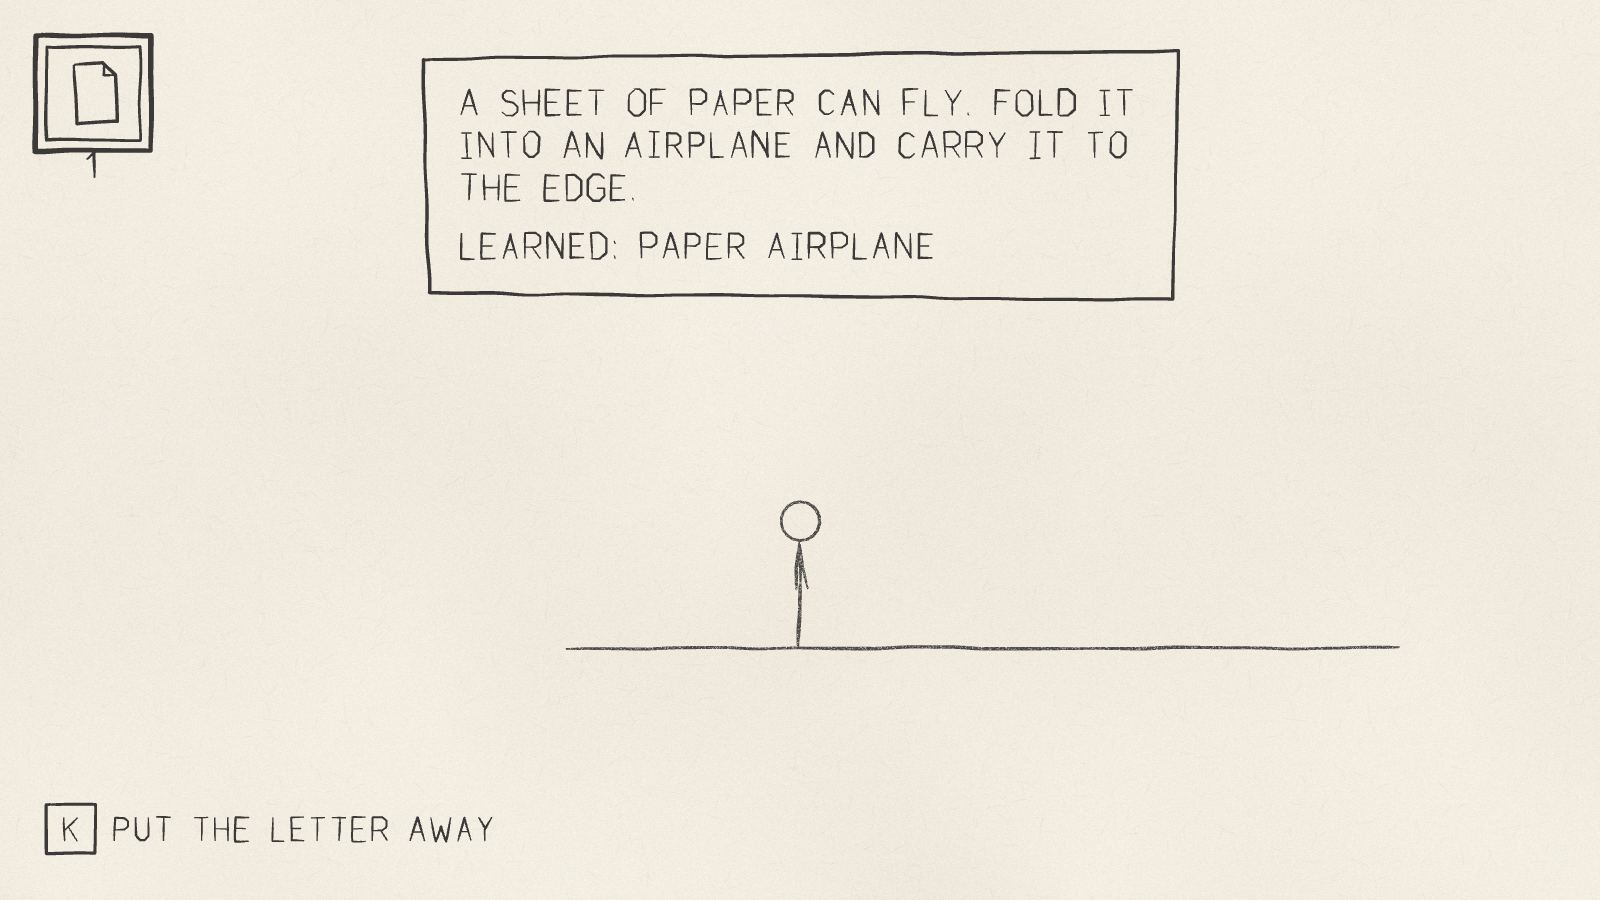 1
A SHEET OF PAPER CAN FLY. FOLD IT
INTO AN AIRPLANE AND CARRY IT TO
THE EDGE.
LEARNED: PAPER AIRPLANE
K PUT THE LETTER AWAY